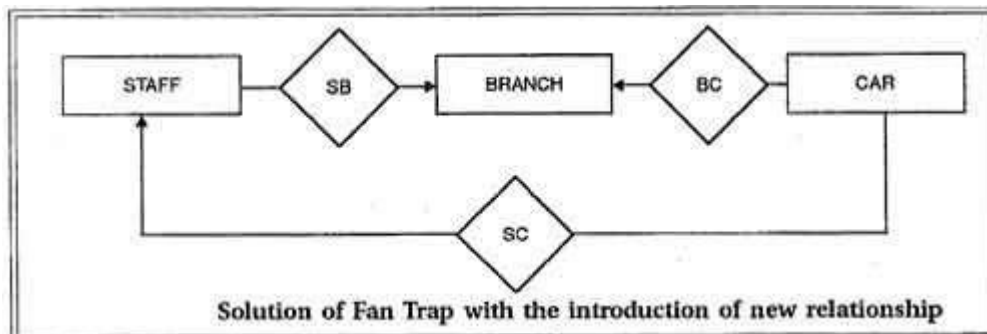 STAFF
SB
BRANCH
BC
CAR
SC
Solution of Fan Trap with the introduction of new relationship